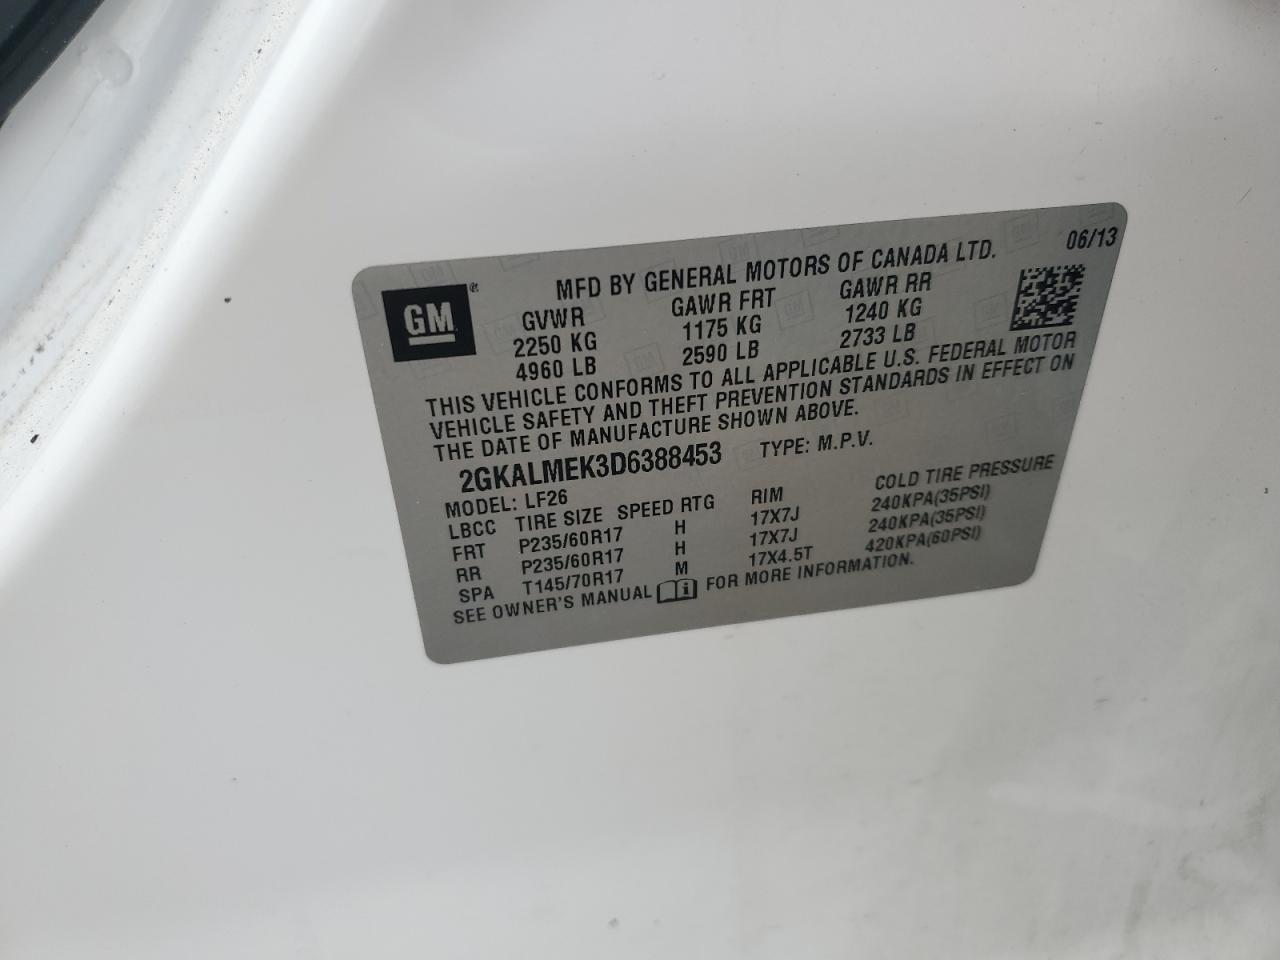 06/13
GM ®
MFD BY GENERAL MOTORS OF CANADA LTD.
GVWR GAWR FRT GAWR RR
2250 KG 1175 KG 1240 KG
4960 LB 2590 LB 2733 LB
THIS VEHICLE CONFORMS TO ALL APPLICABLE U.S. FEDERAL MOTOR
VEHICLE SAFETY AND THEFT PREVENTION STANDARDS IN EFFECT ON
THE DATE OF MANUFACTURE SHOWN ABOVE.
2GKALMEK3D6388453 TYPE: M.P.V.
MODEL: LF26
LBCC TIRE SIZE SPEED RTG RIM COLD TIRE PRESSURE
FRT P235/60R17 H 17X7J 240KPA(35PSI)
RR P235/60R17 H 17X7J 240KPA(35PSI)
SPA T145/70R17 M 17X4.5T 420KPA(60PSI)
SEE OWNER'S MANUAL i FOR MORE INFORMATION.